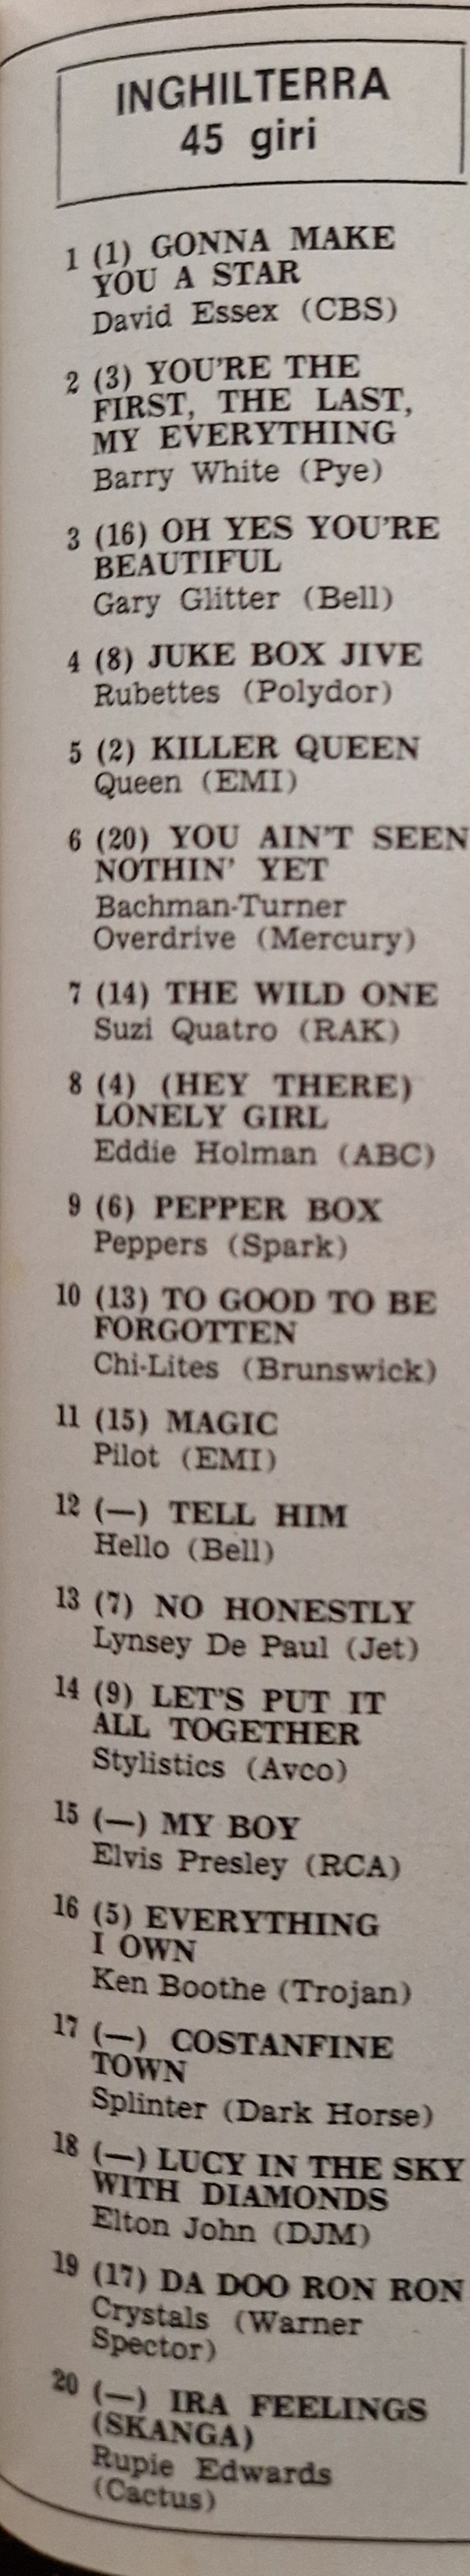 INGHILTERRA
45 giri
1 (1) GONNA MAKE
YOU A STAR
David Essex (CBS)
2 (3) YOU'RE THE
FIRST, THE LAST,
MY EVERYTHING
Barry White (Pye)
3 (16) OH YES YOU'RE
BEAUTIFUL
Gary Glitter (Bell)
4 (8) JUKE BOX JIVE
Rubettes (Polydor)
5 (2) KILLER QUEEN
Queen (EMI)
6 (20) YOU AIN'T SEEN
NOTHIN' YET
Bachman-Turner
Overdrive (Mercury)
7 (14) THE WILD ONE
Suzi Quatro (RAK)
8 (4) (HEY THERE)
LONELY GIRL
Eddie Holman (ABC)
9 (6) PEPPER BOX
Peppers (Spark)
10 (13) TO GOOD TO BE
FORGOTTEN
Chi-Lites (Brunswick)
11 (15) MAGIC
Pilot (EMI)
12 (—) TELL HIM
Hello (Bell)
13 (7) NO HONESTLY
Lynsey De Paul (Jet)
14 (9) LET'S PUT IT
ALL TOGETHER
Stylistics (Avco)
15 (—) MY BOY
Elvis Presley (RCA)
16 (5) EVERYTHING
I OWN
Ken Boothe (Trojan)
17 (—) COSTANFINE
TOWN
Splinter (Dark Horse)
18 (—) LUCY IN THE SKY
WITH DIAMONDS
Elton John (DJM)
19 (17) DA DOO RON RON
Crystals (Warner
Spector)
20 (—) IRA FEELINGS
(SKANGA)
Rupie Edwards
(Cactus)